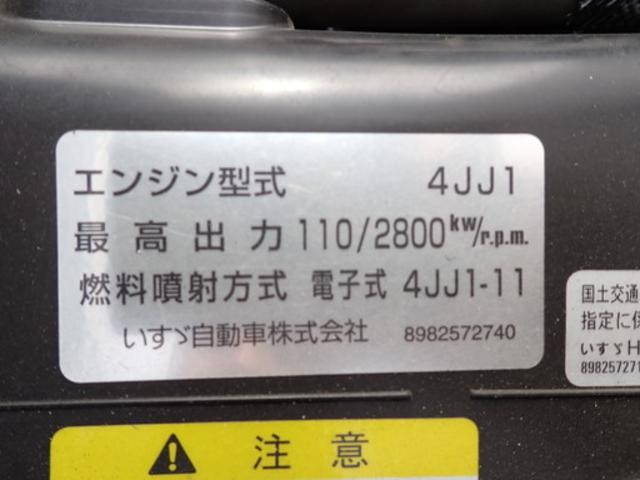 エンジン型式 4JJ1
最高出力 110/2800 kw/r.p.m.
燃料噴射方式 電子式 4JJ1-11
いすゞ自動車株式会社 8982572740
国土交通
指定に
いすゞH
898257271
注意